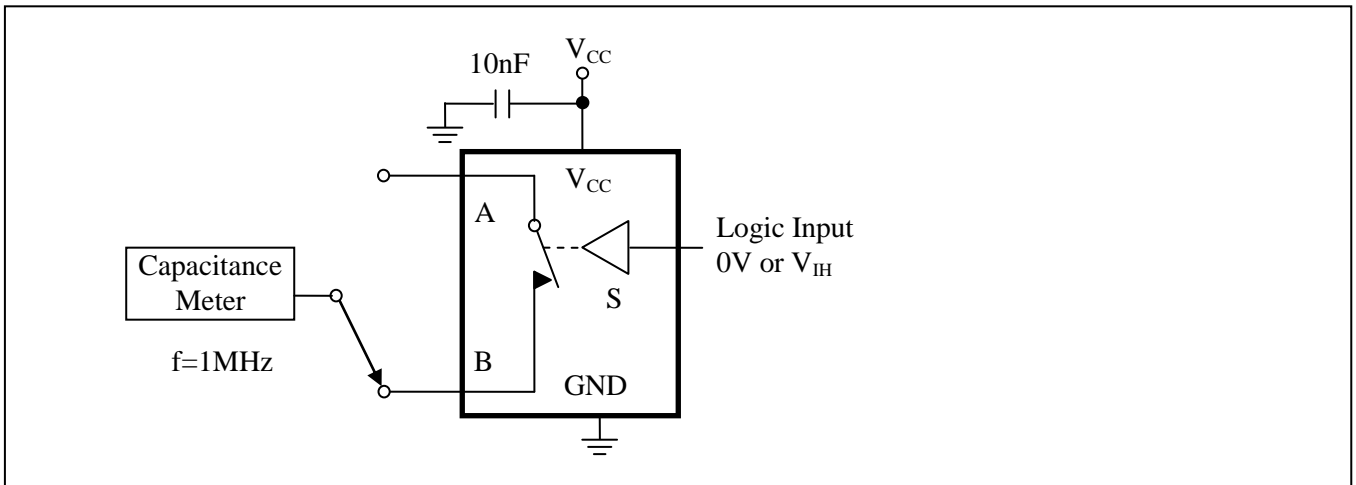 V_CC
10nF
V_CC
A
Logic Input
0V or V_IH
Capacitance
Meter
S
f=1MHz
B
GND